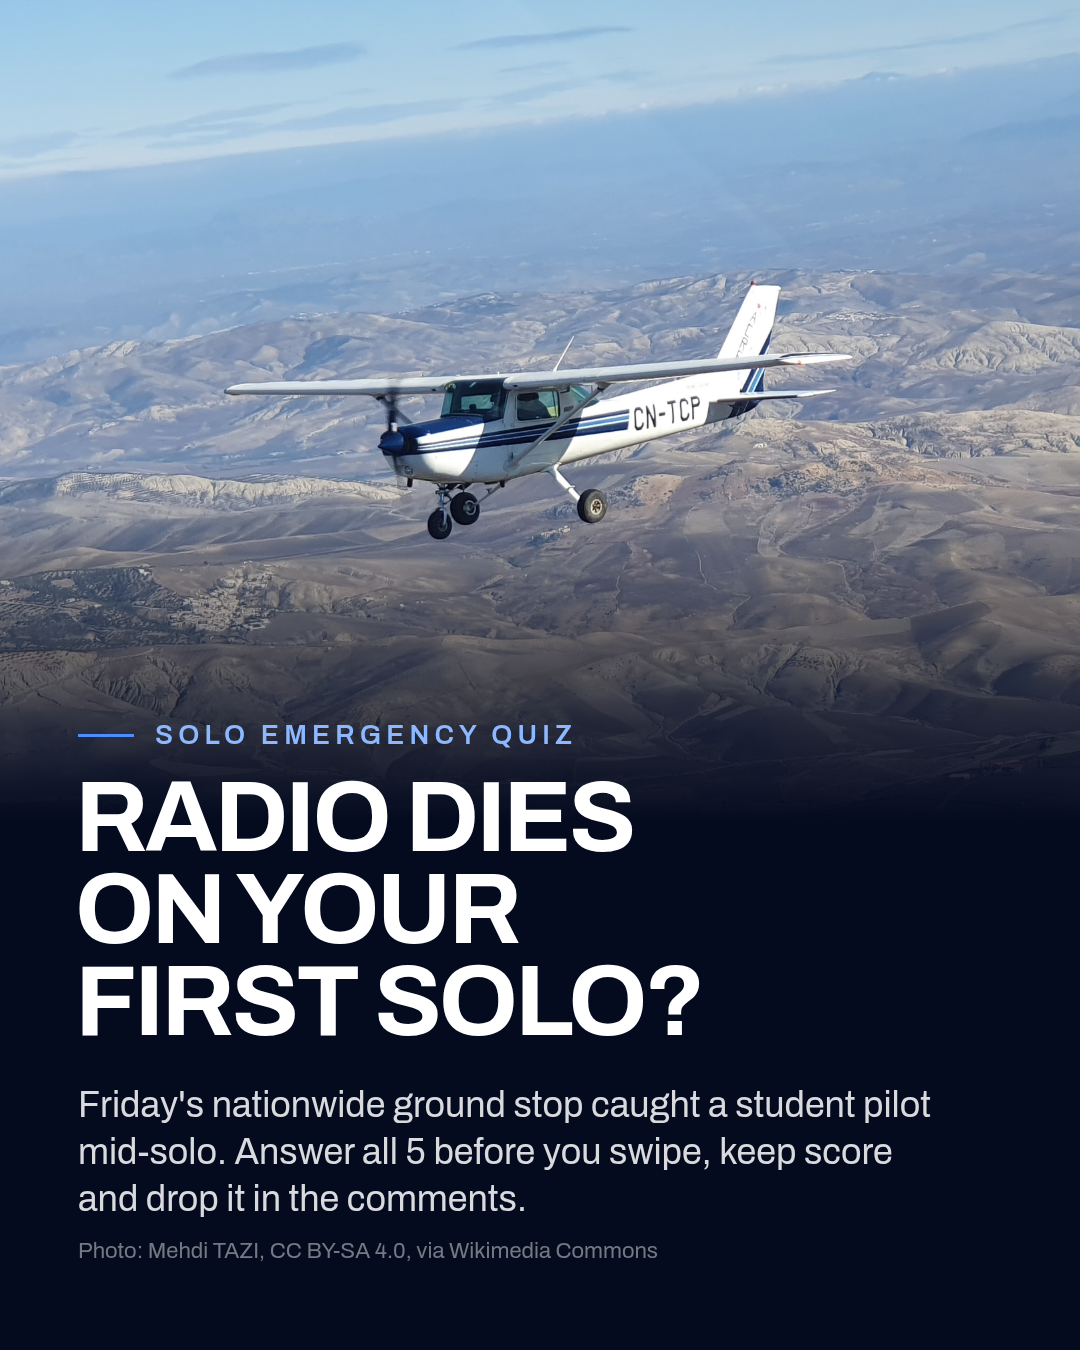 CN-TCP
SOLO EMERGENCY QUIZ
RADIO DIES
ON YOUR
FIRST SOLO?
Friday's nationwide ground stop caught a student pilot
mid-solo. Answer all 5 before you swipe, keep score
and drop it in the comments.
Photo: Mehdi TAZI, CC BY-SA 4.0, via Wikimedia Commons